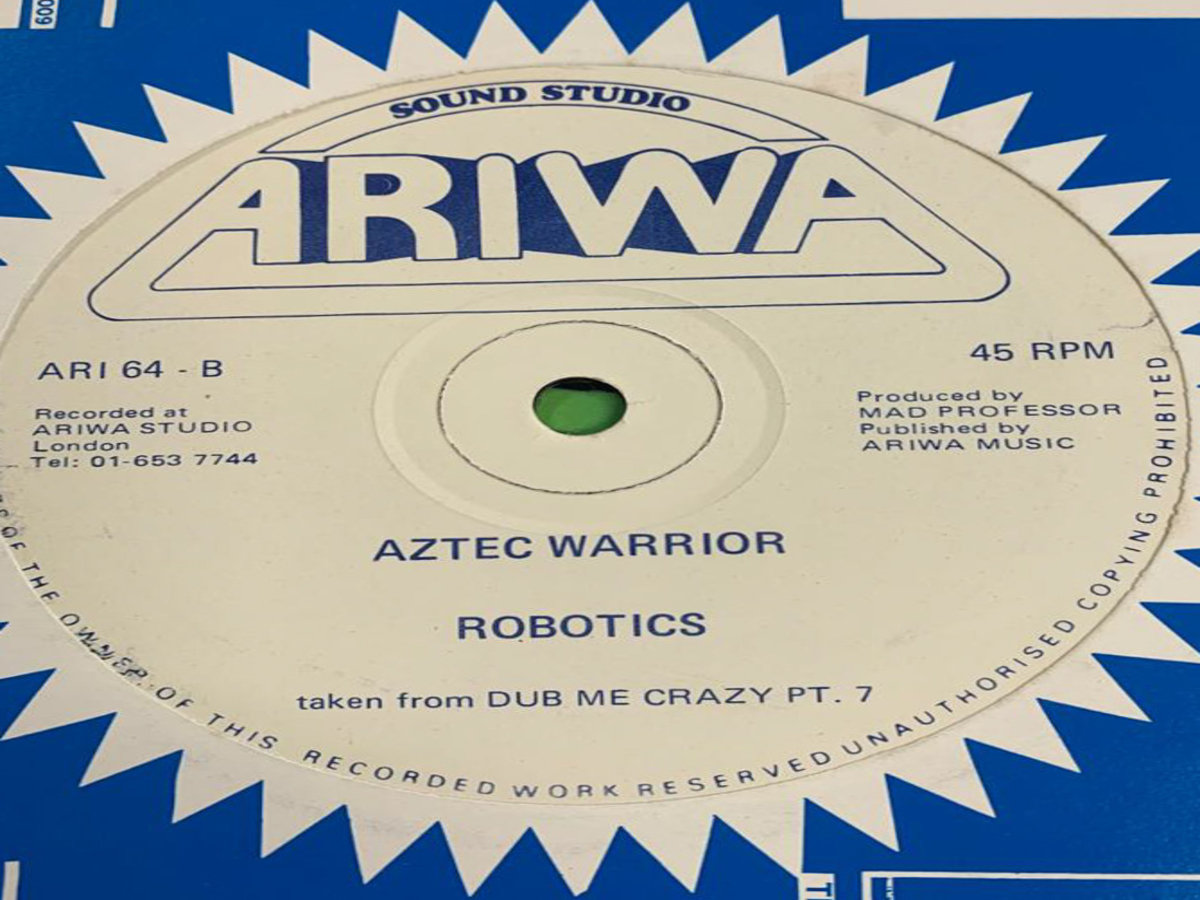 600
SOUND STUDIO
ARIWA
ARI 64 - B
45 RPM
Recorded at
ARIWA STUDIO
London
Tel: 01-653 7744
Produced by
MAD PROFESSOR
Published by
ARIWA MUSIC
AZTEC WARRIOR
ROBOTICS
taken from DUB ME CRAZY PT. 7
OF THE OWNER OF THIS RECORDED WORK RESERVED UNAUTHORISED COPYING PROHIBITED